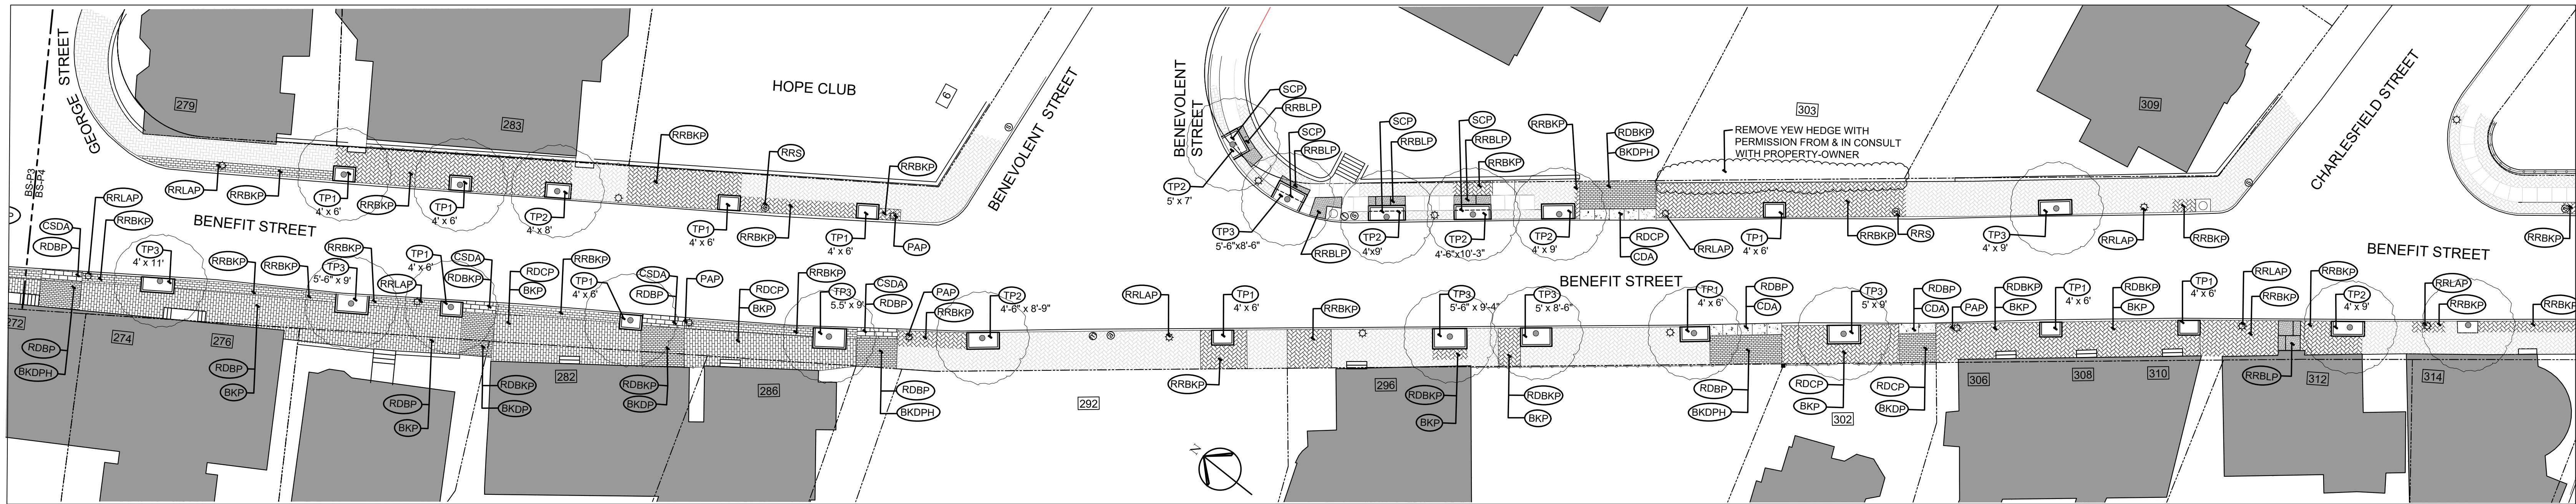 GEORGE STREET
279
283
HOPE CLUB
6
BENEVOLENT STREET
BENEVOLENT
STREET
303
REMOVE YEW HEDGE WITH
PERMISSION FROM & IN CONSULT
WITH PROPERTY-OWNER
309
CHARLESFIELD STREET
BS-P3
BS-P4
RRLAP
RRBKP
TP1
4' x 6'
RRBKP
TP1
4' x 6'
TP2
4' x 8'
RRBKP
TP1
4' x 6'
RRS
RRBKP
TP1
4' x 6'
RRBKP
PAP
SCP
RRBLP
TP2
5' x 7'
SCP
RRBLP
TP3
5'-6"x8'-6"
RRBLP
SCP
RRBLP
TP2
4'x9'
SCP
RRBLP
RRBKP
TP2
4'-6"x10'-3"
TP2
4' x 9'
RRBKP
RDBKP
BKDPH
RDCP
CDA
RRLAP
TP1
4' x 6'
RRBKP
RRS
TP3
4' x 9'
RRLAP
RRBKP
RRBKP
BENEFIT STREET
BENEFIT STREET
BENEFIT STREET
P
CSDA
RDBP
RRLAP
RRBKP
TP3
4' x 11'
RRBKP
RRBKP
TP3
5'-6" x 9'
RRBKP
RRLAP
TP1
4' x 6'
CSDA
RDBKP
RDCP
BKP
RRBKP
TP1
4' x 6'
CSDA
RDBP
PAP
RDCP
BKP
RRBKP
TP3
5.5' x 9'
CSDA
RDBP
PAP
RRBKP
TP2
4'-6" x 8'-9"
RRLAP
TP1
4' x 6'
RRBKP
TP3
5'-6" x 9'-4"
TP3
5' x 8'-6"
TP1
4' x 6'
RDBP
CDA
TP3
5' x 9'
RDBP
CDA
PAP
RDBKP
BKP
TP1
4' x 6'
RDBKP
BKP
TP1
4' x 6'
RRLAP
RRBKP
RRBKP
TP2
4' x 9'
RRLAP
RRBKP
RRBKP
272
274
276
RDBP
BKDPH
RDBP
BKP
RDBP
BKP
RDBKP
BKDP
282
RDBKP
BKDP
286
RDBP
BKDPH
292
RRBKP
296
RDBKP
BKP
RDBKP
BKP
RDBP
BKDPH
RDCP
BKP
302
RDCP
BKDP
306
308
310
RRBLP
312
314
N